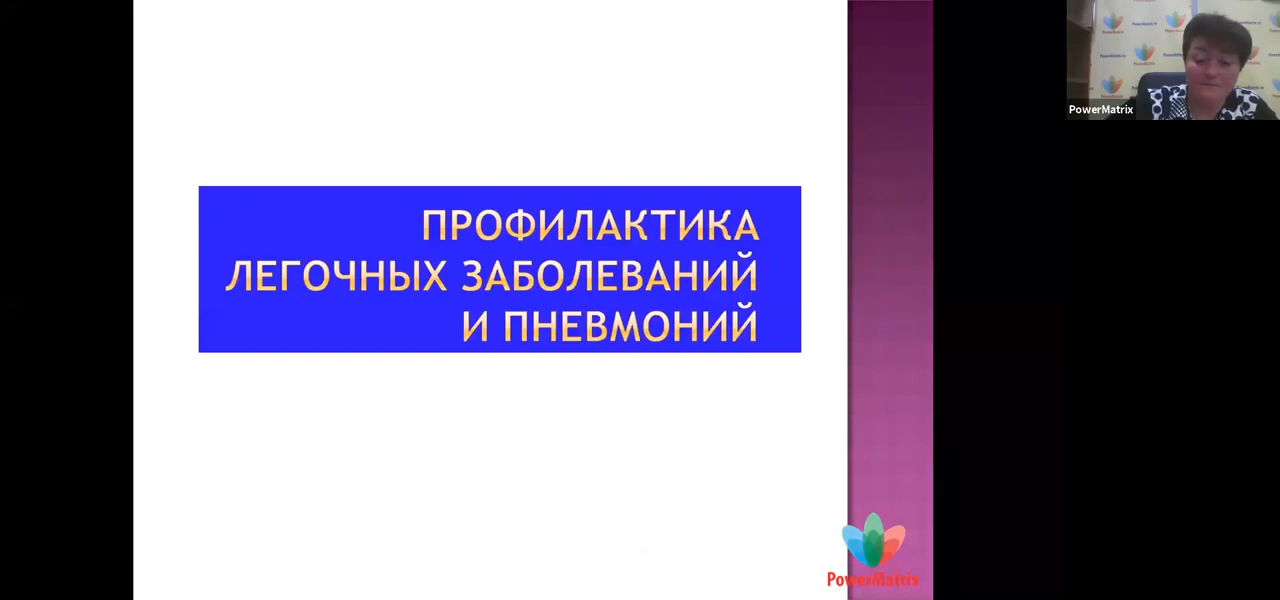 ПРОФИЛАКТИКА
ЛЕГОЧНЫХ ЗАБОЛЕВАНИЙ
И ПНЕВМОНИЙ
PowerMatrix
PowerMatrix